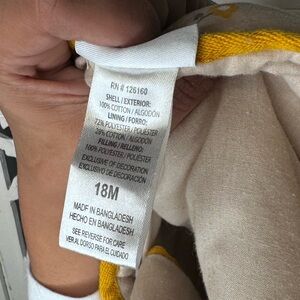 RN # 126160
SHELL / EXTERIOR:
100% COTTON / ALGODÓN
LINING / FORRO:
72% POLYESTER / POLIÉSTER
28% COTTON / ALGODÓN
FILLING / RELLENO:
100% POLYESTER / POLIÉSTER
EXCLUSIVE OF DECORATION
EXCLUSIVO DE DECORACIÓN
18M
MADE IN BANGLADESH
HECHO EN BANGLADESH
SEE REVERSE FOR CARE
VER AL DORSO PARA EL CUIDADO